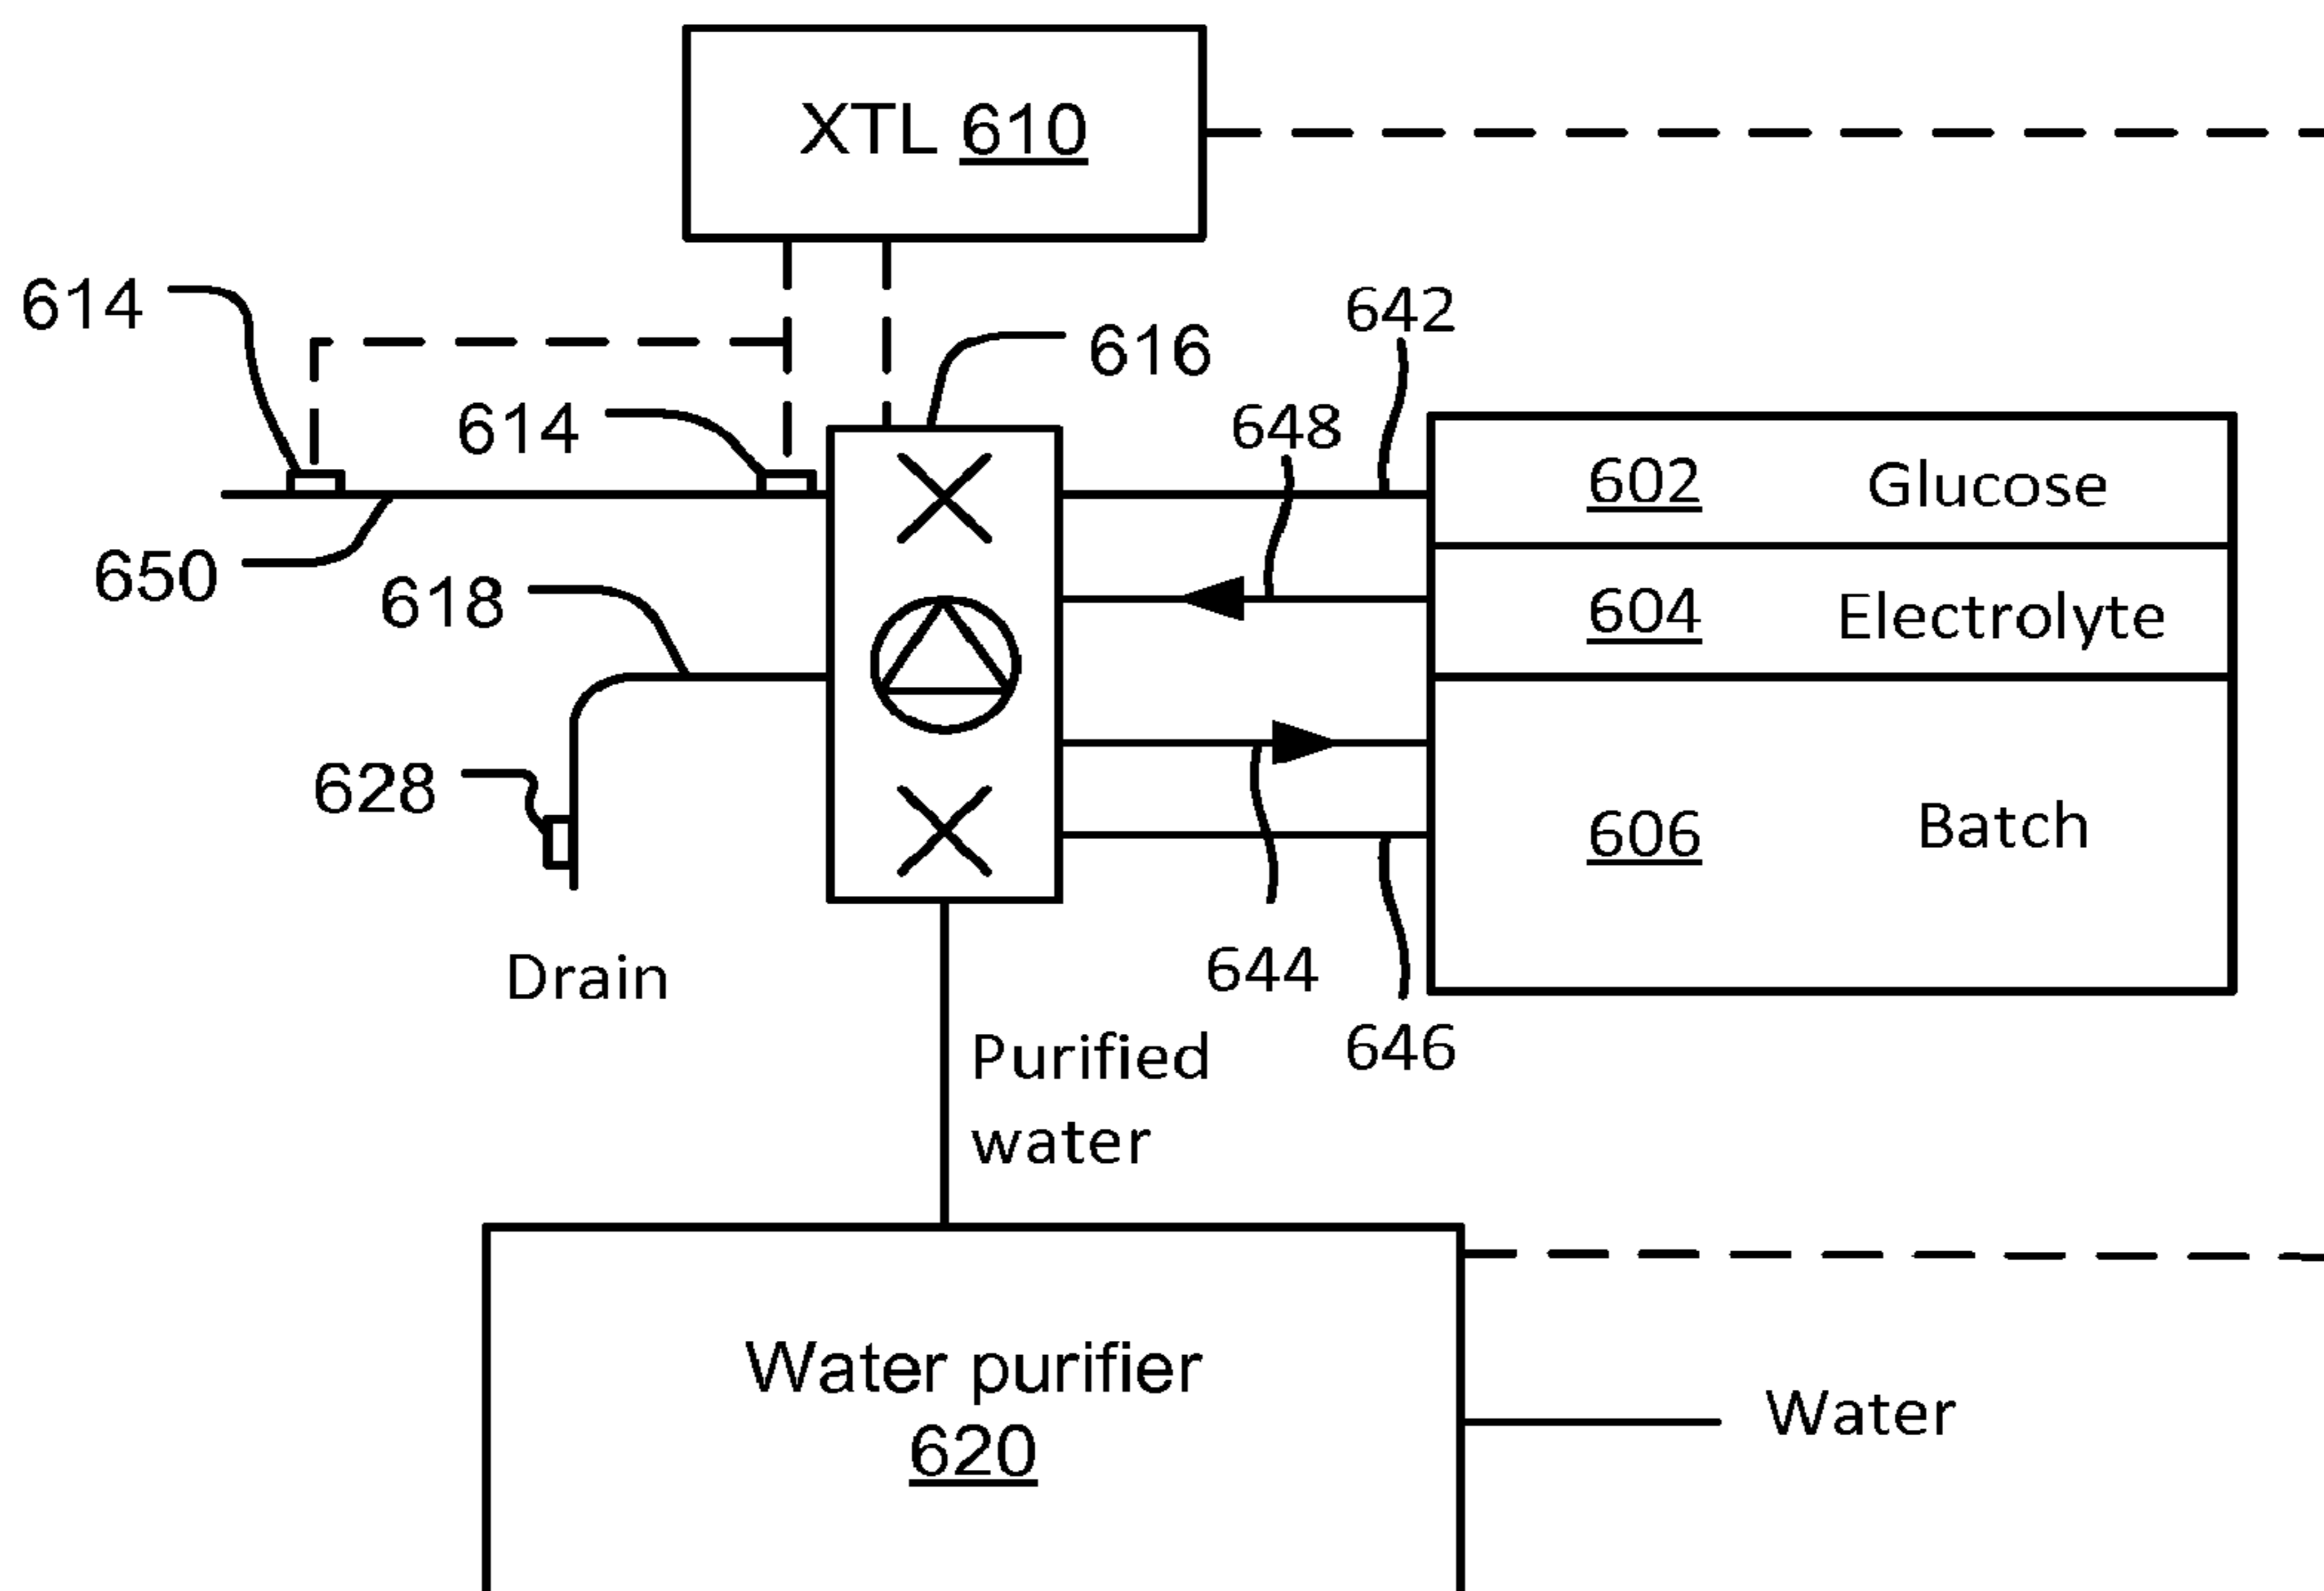 XTL 610
614
616
642
614
648
602 Glucose
650
618
604 Electrolyte
628
606 Batch
Drain
644
646
Purified
water
Water purifier
620
Water